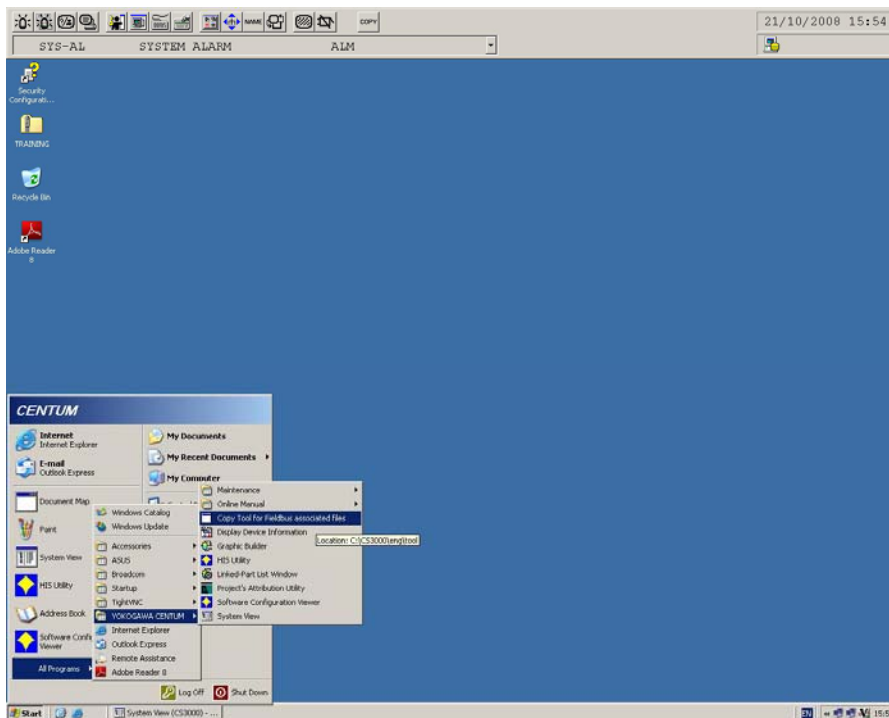 NAME
COPY
21/10/2008 15:54
SYS-AL SYSTEM ALARM ALM
Security
Configurati...
TRAINING
Recycle Bin
Adobe Reader
8
CENTUM
Internet
Internet Explorer
E-mail
Outlook Express
Document Map
Paint
System View
HIS Utility
Address Book
Software Confi
Viewer
All Programs
My Documents
My Recent Documents
My Computer
Windows Catalog
Windows Update
Accessories
ASUS
Broadcom
Startup
TightVNC
YOKOGAWA CENTUM
Internet Explorer
Outlook Express
Remote Assistance
Adobe Reader 8
Maintenance
Online Manual
Copy Tool for Fieldbus associated files
Display Device Information
Location: C:\CS3000\eng\tool
Graphic Builder
HIS Utility
Linked-Part List Window
Project's Attribution Utility
Software Configuration Viewer
System View
Log Off
Shut Down
Start
System View (CS3000) - ...
EN